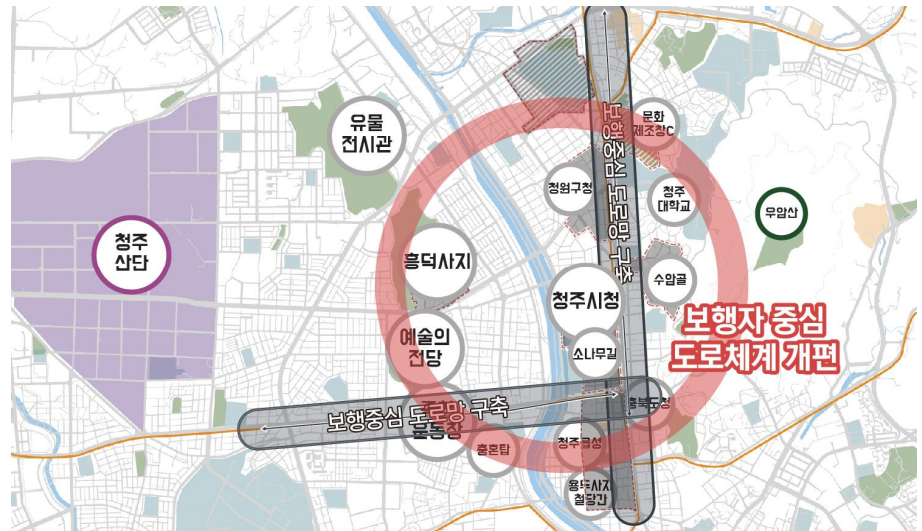 유물
전시관
문화
제조창C
청원구청
청주
대학교
우암산
청주
산단
흥덕사지
수암골
청주시청
보행중심 도로망 구축
보행자 중심
도로체계 개편
예술의
전당
소나무길
보행중심 도로망 구축
운동장
충북도청
충혼탑
청주읍성
용두사지
철당간